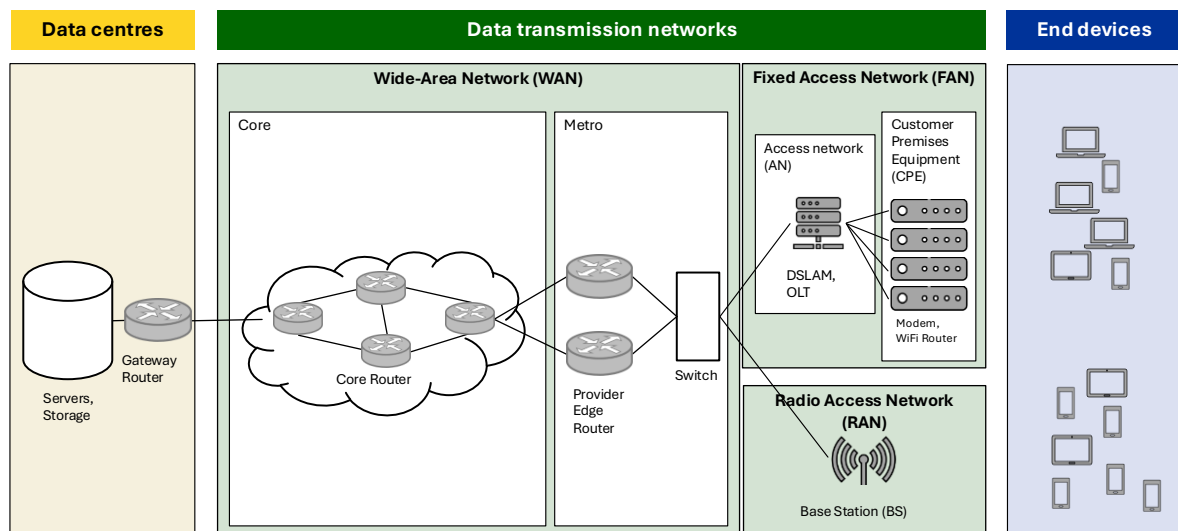 Data centres
Data transmission networks
End devices
Wide-Area Network (WAN)
Fixed Access Network (FAN)
Core
Metro
Access network
(AN)
Customer
Premises
Equipment
(CPE)
DSLAM,
OLT
Modem,
WiFi Router
Gateway
Router
Servers,
Storage
Core Router
Provider
Edge
Router
Switch
Radio Access Network
(RAN)
Base Station (BS)